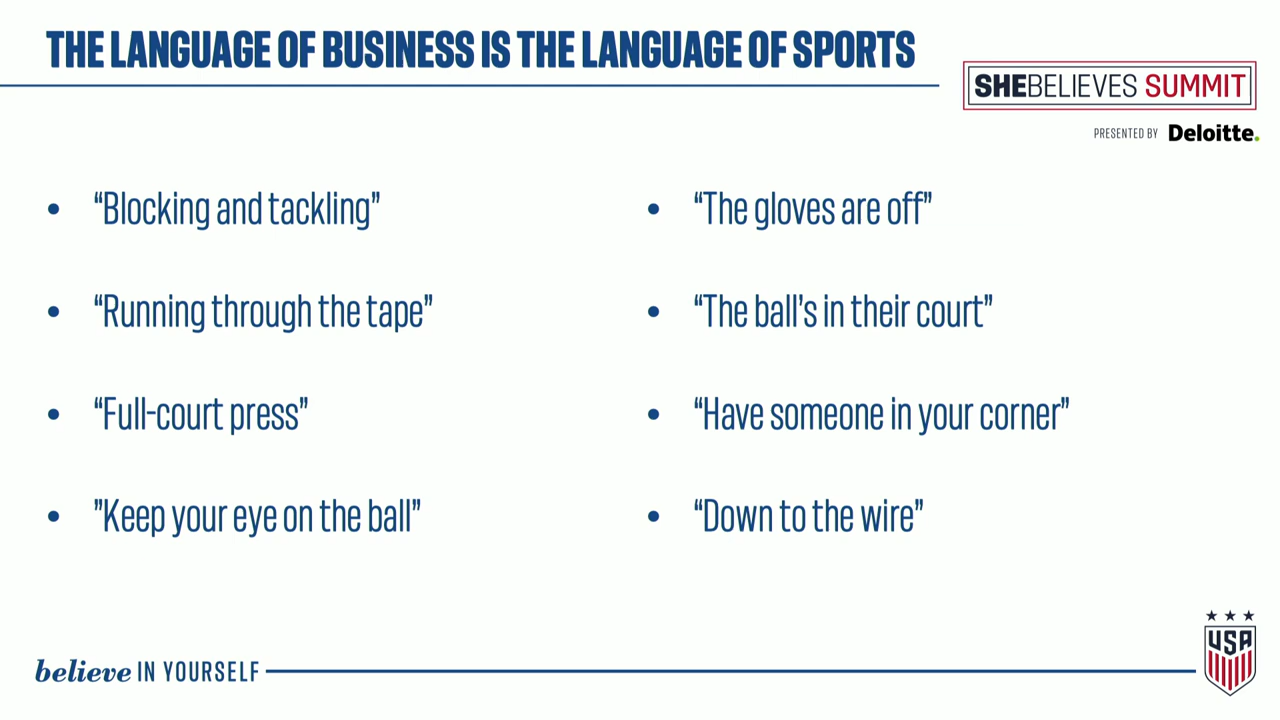 THE LANGUAGE OF BUSINESS IS THE LANGUAGE OF SPORTS
SHEBELIEVES SUMMIT
PRESENTED BY Deloitte.
• “Blocking and tackling”
• “Running through the tape”
• “Full-court press”
• ”Keep your eye on the ball”
• “The gloves are off”
• “The ball’s in their court”
• “Have someone in your corner”
• “Down to the wire”
believe IN YOURSELF
USA